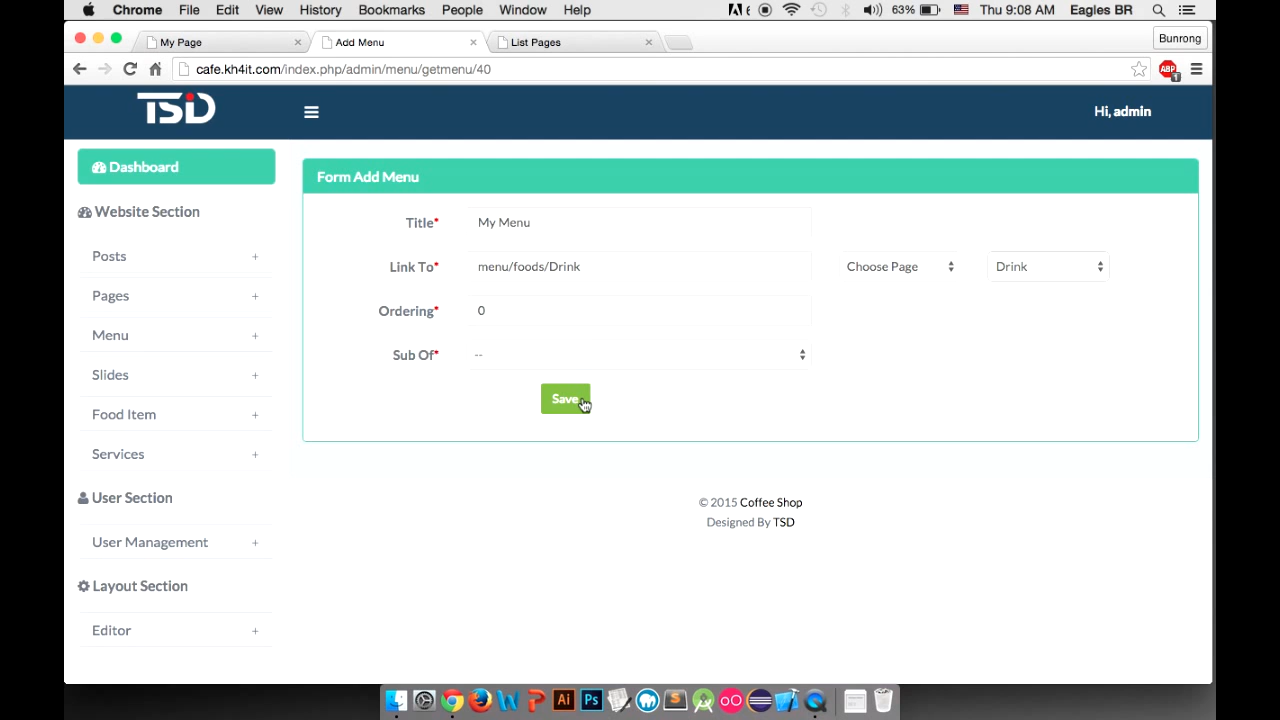 Chrome File Edit View History Bookmarks People Window Help 63% Thu 9:08 AM Eagles BR
My Page Add Menu List Pages Bunrong
cafe.kh4it.com/index.php/admin/menu/getmenu/40 ABP 1
TSD Hi, admin
Dashboard
Website Section
Posts +
Pages +
Menu +
Slides +
Food Item +
Services +
User Section
User Management +
Layout Section
Editor +
Form Add Menu
Title* My Menu
Link To* menu/foods/Drink Choose Page Drink
Ordering* 0
Sub Of* --
Save
© 2015 Coffee Shop
Designed By TSD
W P Ai Ps S